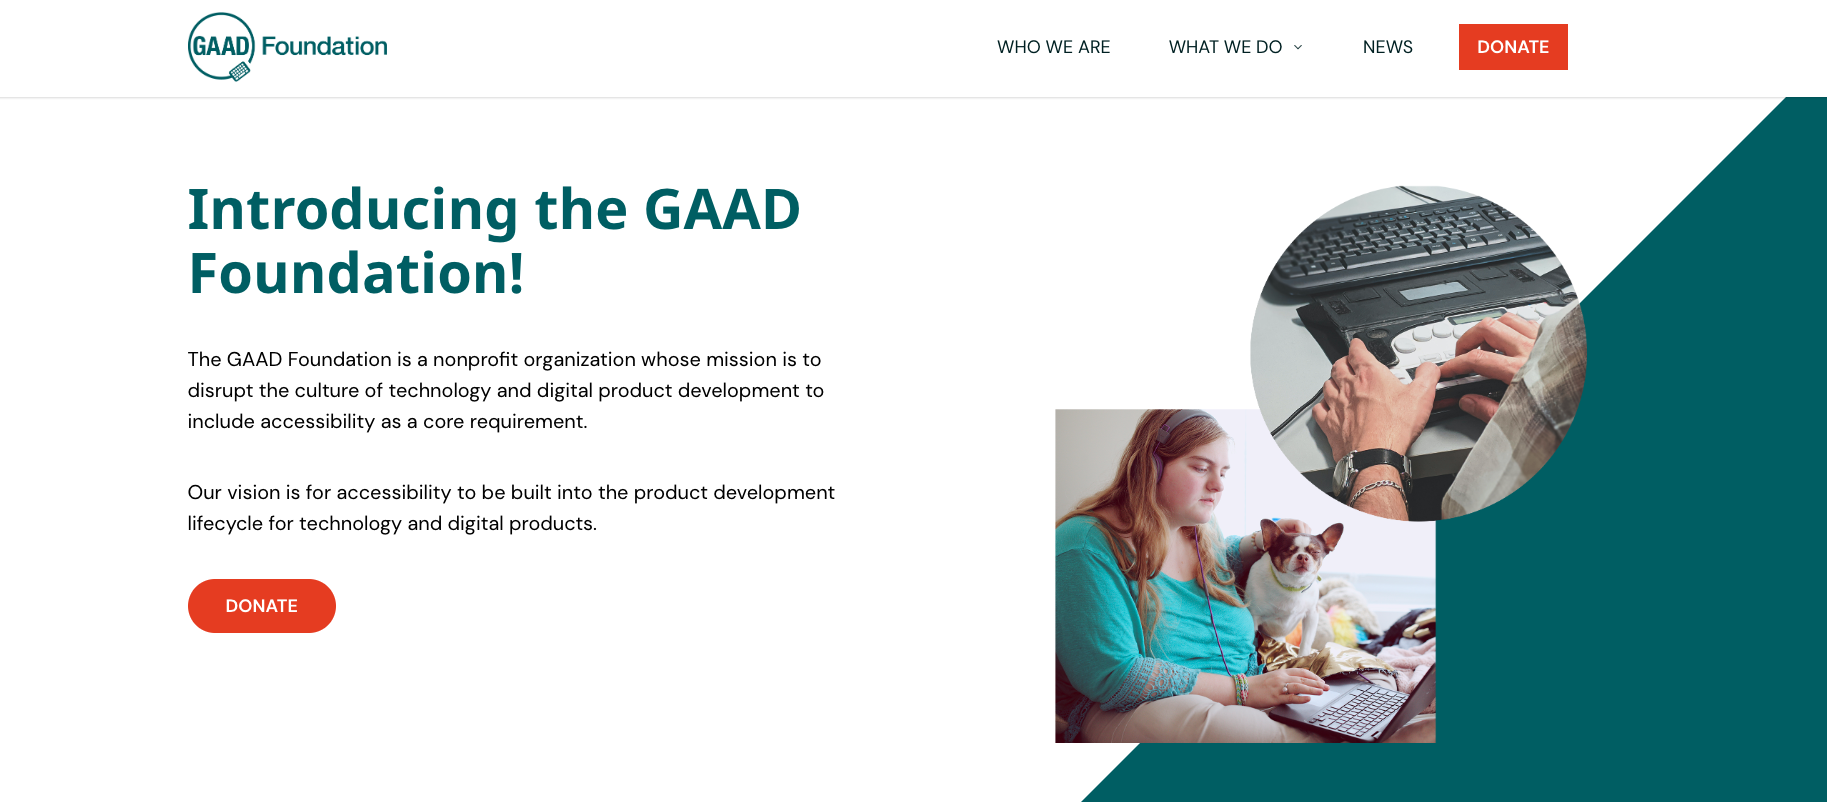 GAAD Foundation
WHO WE ARE
WHAT WE DO
NEWS
DONATE
Introducing the GAAD
Foundation!
The GAAD Foundation is a nonprofit organization whose mission is to
disrupt the culture of technology and digital product development to
include accessibility as a core requirement.
Our vision is for accessibility to be built into the product development
lifecycle for technology and digital products.
DONATE